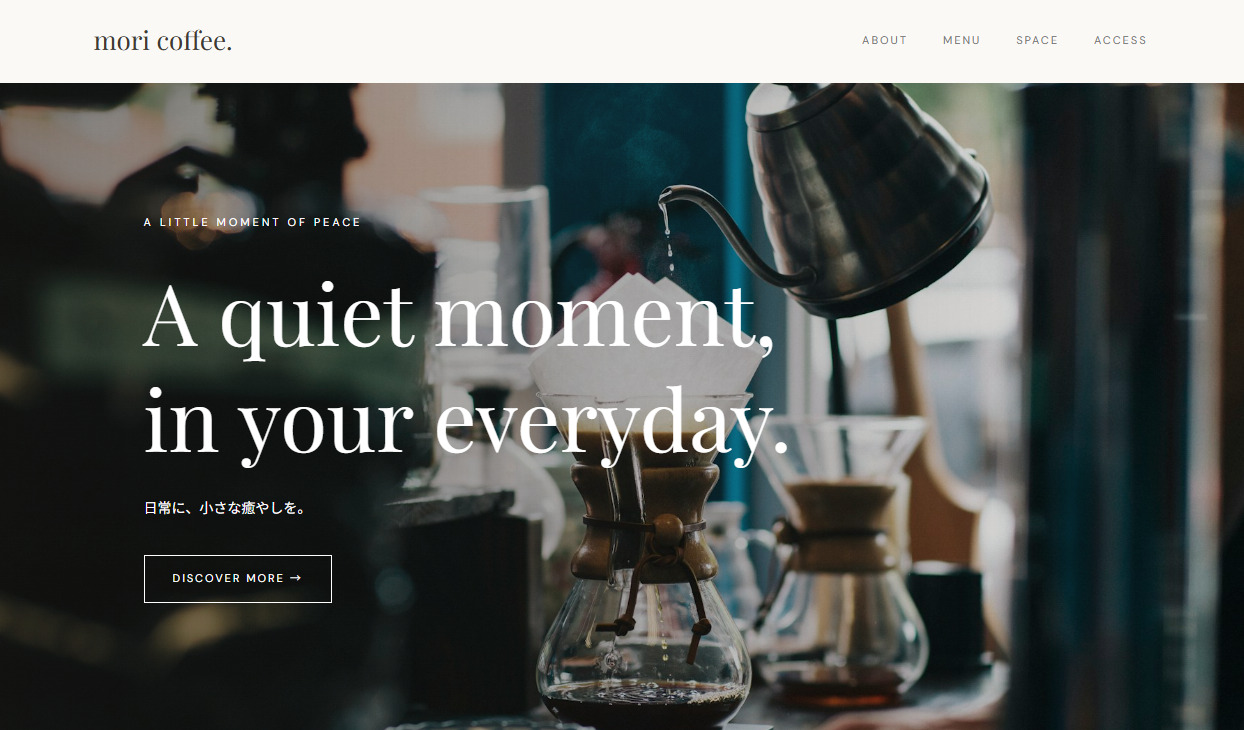 mori coffee.
ABOUT MENU SPACE ACCESS
A LITTLE MOMENT OF PEACE
A quiet moment,
in your everyday.
日常に、小さな癒やしを。
DISCOVER MORE →